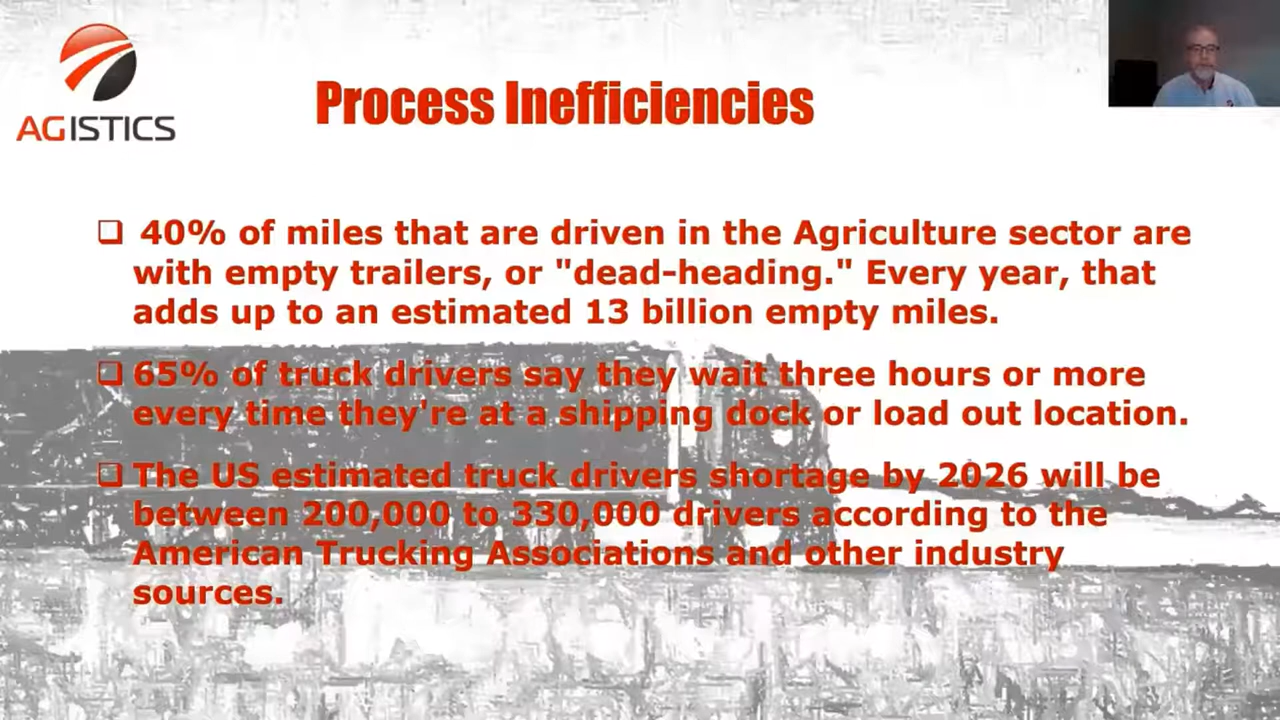 AGISTICS
Process Inefficiencies
40% of miles that are driven in the Agriculture sector are
with empty trailers, or "dead-heading." Every year, that
adds up to an estimated 13 billion empty miles.
65% of truck drivers say they wait three hours or more
every time they're at a shipping dock or load out location.
The US estimated truck drivers shortage by 2026 will be
between 200,000 to 330,000 drivers according to the
American Trucking Associations and other industry
sources.